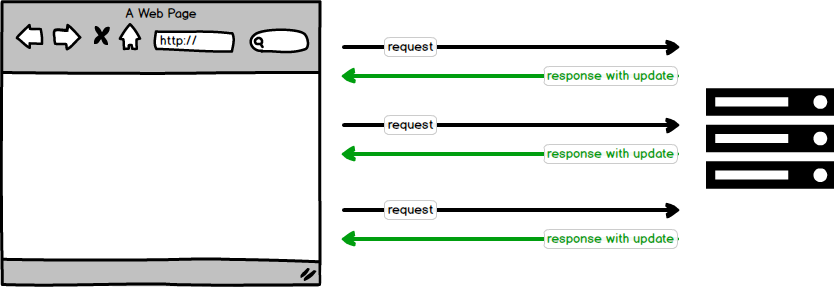 A Web Page
http://
request
response with update
request
response with update
request
response with update